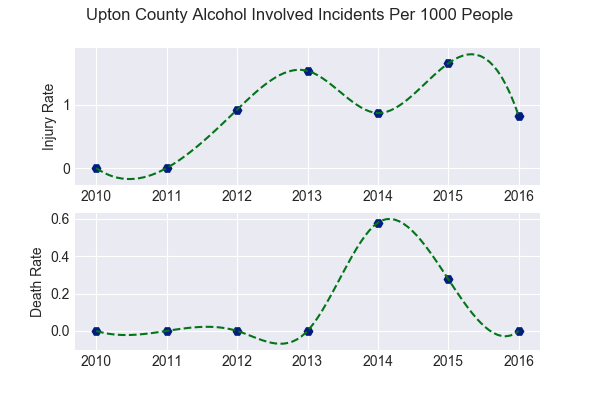 Upton County Alcohol Involved Incidents Per 1000 People
Injury Rate
1
0
2010 2011 2012 2013 2014 2015 2016
Death Rate
0.6
0.4
0.2
0.0
2010 2011 2012 2013 2014 2015 2016